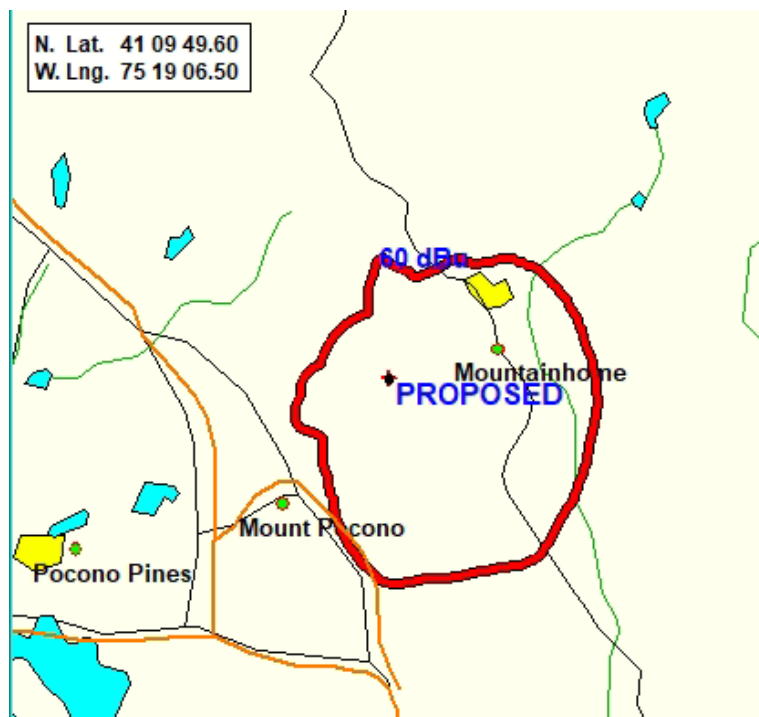 N. Lat. 41 09 49.60
W. Lng. 75 19 06.50
60 dBu
Mountainhome
PROPOSED
Mount Pocono
Pocono Pines